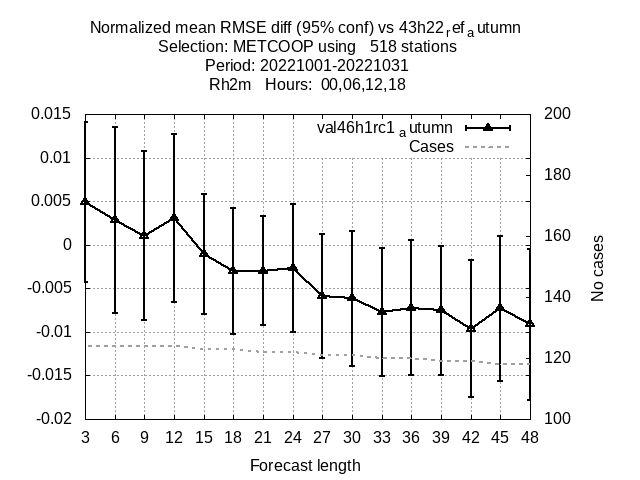 Normalized mean RMSE diff (95% conf) vs 43h22refautumn
Selection: METCOOP using 518 stations
Period: 20221001-20221031
Rh2m Hours: 00,06,12,18
val46h1rc1autumn
Cases
0.015
0.01
0.005
0
-0.005
-0.01
-0.015
-0.02
200
180
160
140
120
100
No cases
3 6 9 12 15 18 21 24 27 30 33 36 39 42 45 48
Forecast length